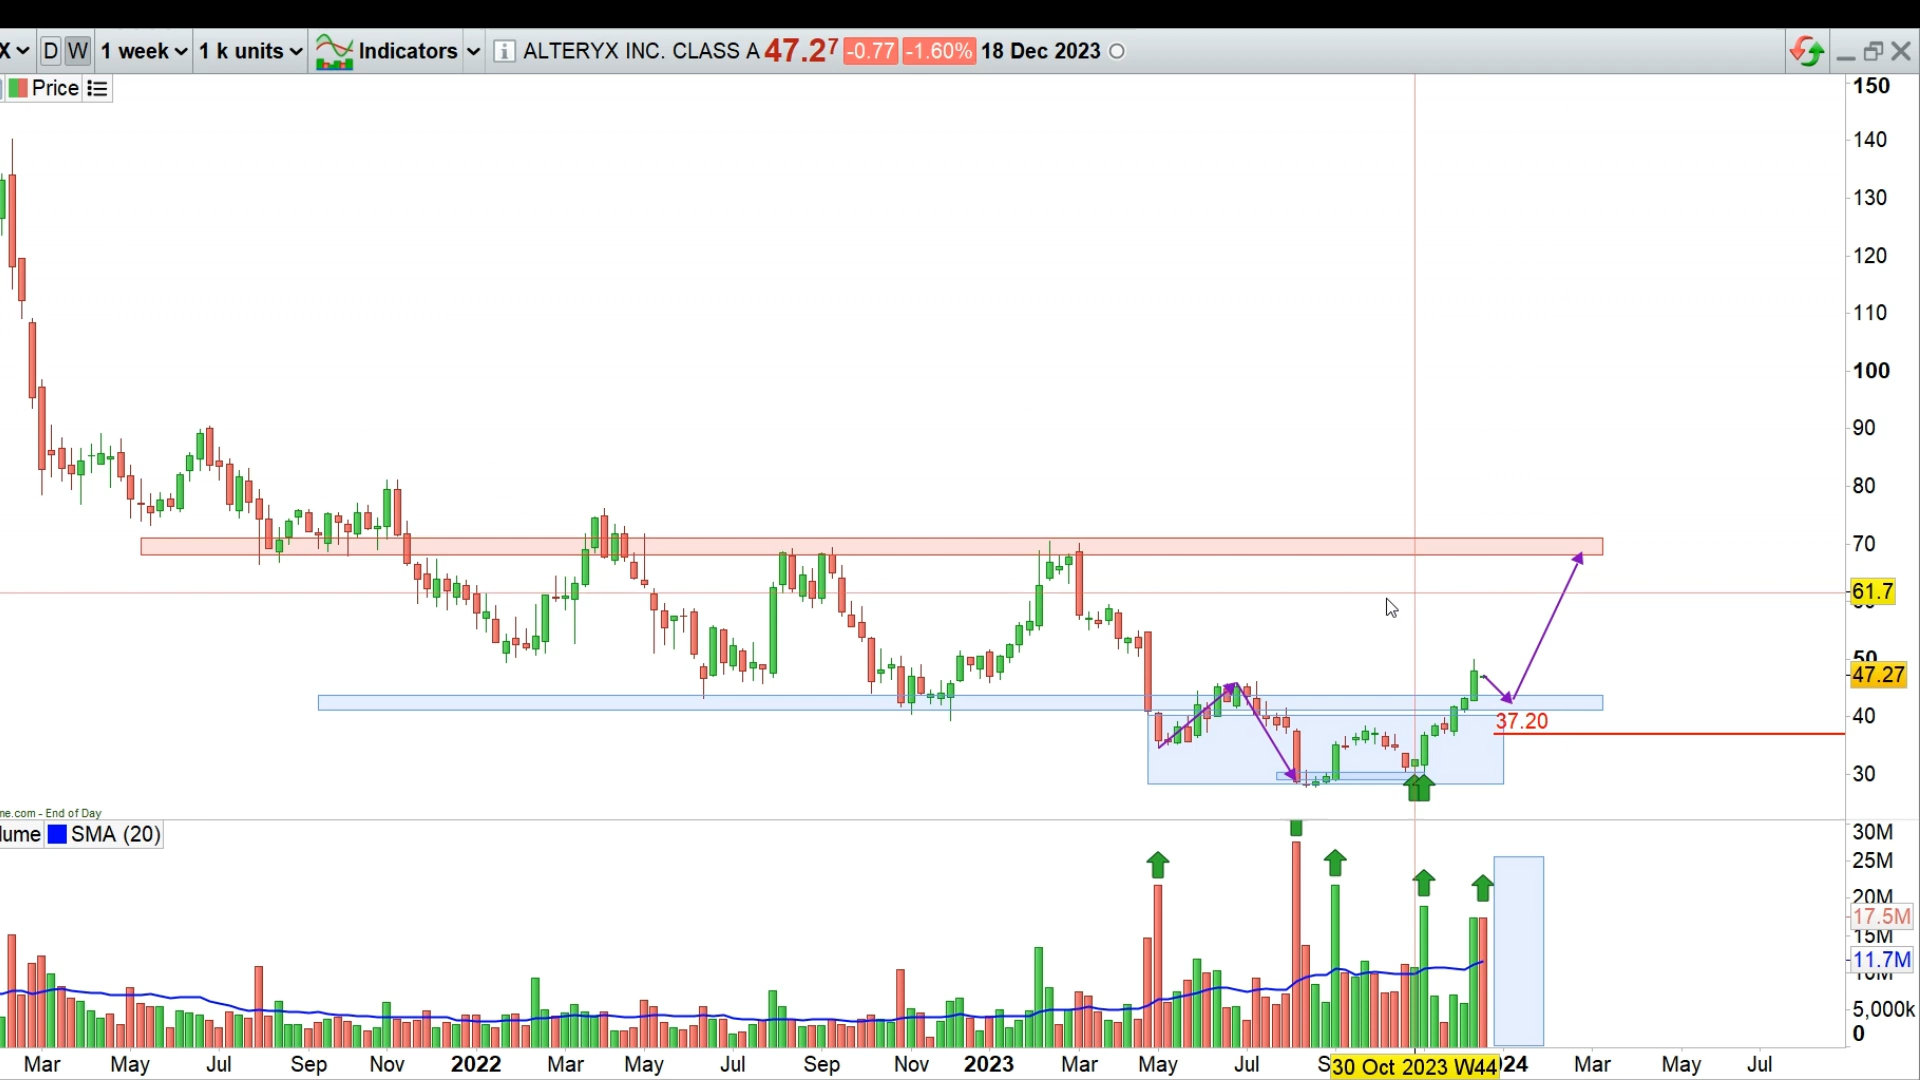 X D W 1 week 1 k units Indicators i ALTERYX INC. CLASS A 47.27 -0.77 -1.60% 18 Dec 2023
Price
150
140
130
120
110
100
90
80
70
61.7
50
47.27
40
37.20
30
me.com - End of Day
lume SMA (20)
30M
25M
20M
17.5M
15M
11.7M
10M
5,000k
0
Mar May Jul Sep Nov 2022 Mar May Jul Sep Nov 2023 Mar May Jul S 30 Oct 2023 W44 24 Mar May Jul